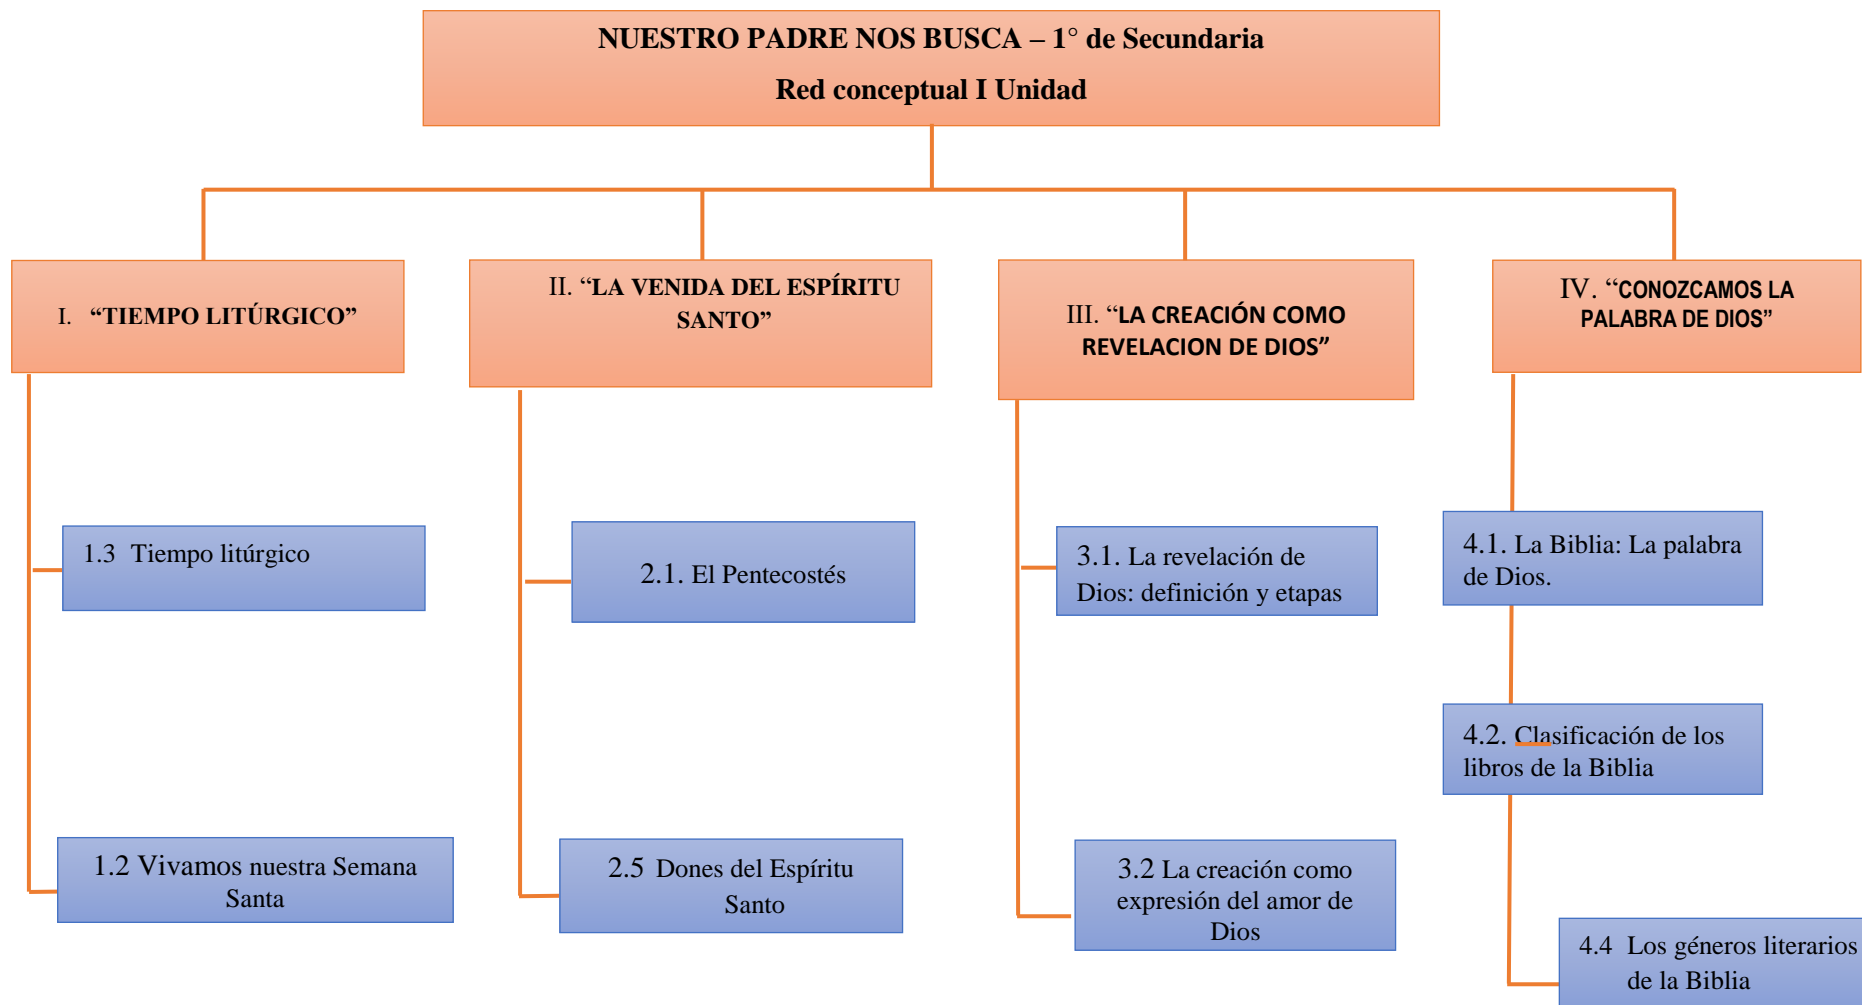 NUESTRO PADRE NOS BUSCA – 1° de Secundaria
Red conceptual I Unidad
I. “TIEMPO LITÚRGICO”
II. “LA VENIDA DEL ESPÍRITU
SANTO”
III. “LA CREACIÓN COMO
REVELACION DE DIOS”
IV. “CONOZCAMOS LA
PALABRA DE DIOS”
1.3 Tiempo litúrgico
1.2 Vivamos nuestra Semana
Santa
2.1. El Pentecostés
2.5 Dones del Espíritu
Santo
3.1. La revelación de
Dios: definición y etapas
3.2 La creación como
expresión del amor de
Dios
4.1. La Biblia: La palabra
de Dios.
4.2. Clasificación de los
libros de la Biblia
4.4 Los géneros literarios
de la Biblia